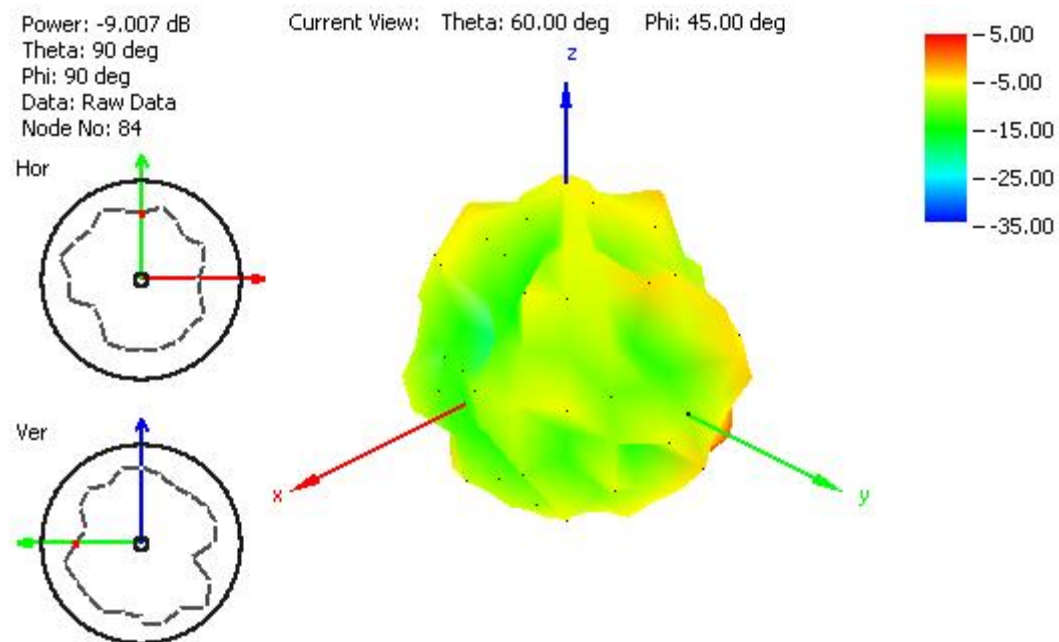 Power: -9.007 dB
Theta: 90 deg
Phi: 90 deg
Data: Raw Data
Node No: 84
Current View: Theta: 60.00 deg Phi: 45.00 deg
Hor
Ver
z
x
y
5.00
-5.00
-15.00
-25.00
-35.00